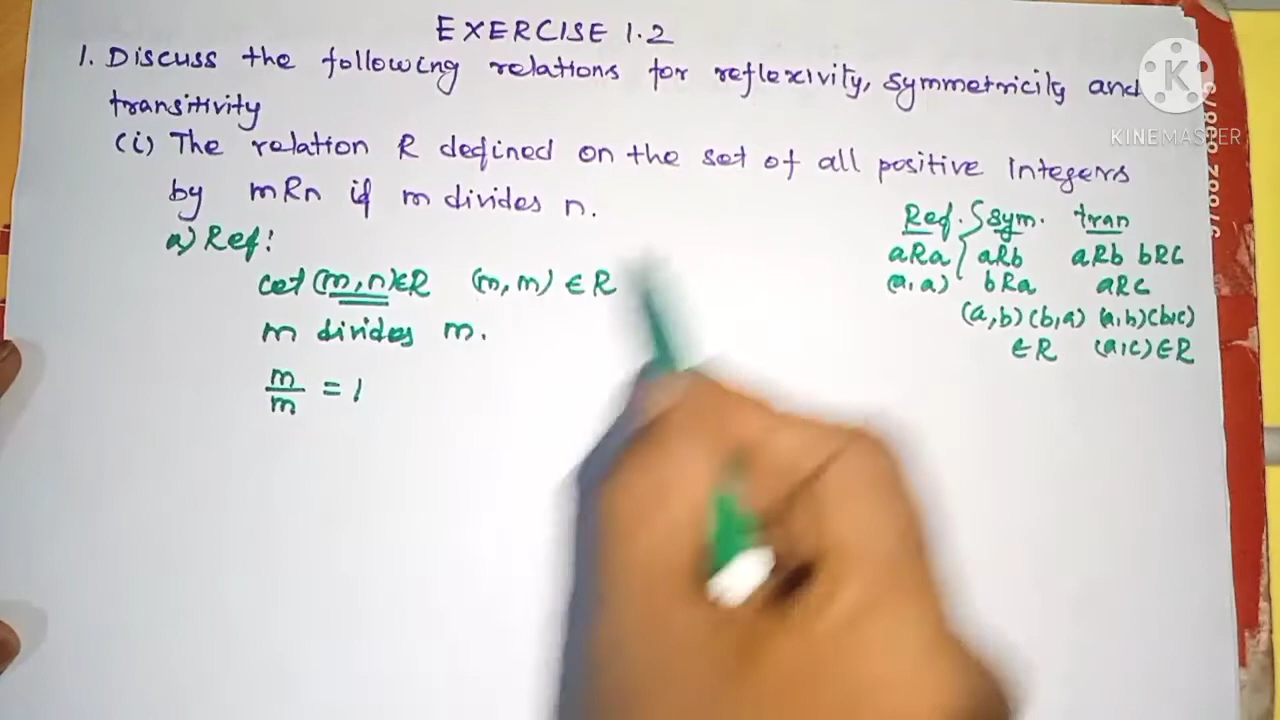 EXERCISE 1.2
1. Discuss the following relations for reflexivity, symmetricity and
transitivity
(i) The relation R defined on the set of all positive Integers
by mRn if m divides n.
a) Ref:
Let (m,n)∈R (m,m) ∈ R
m divides m.
m/m = 1
Ref. sym. tran
aRa aRb aRb bRc
(a,a) bRa aRc
(a,b)(b,a) (a,b)(b,c)
∈R (a,c)∈R
K
KINEMASTER